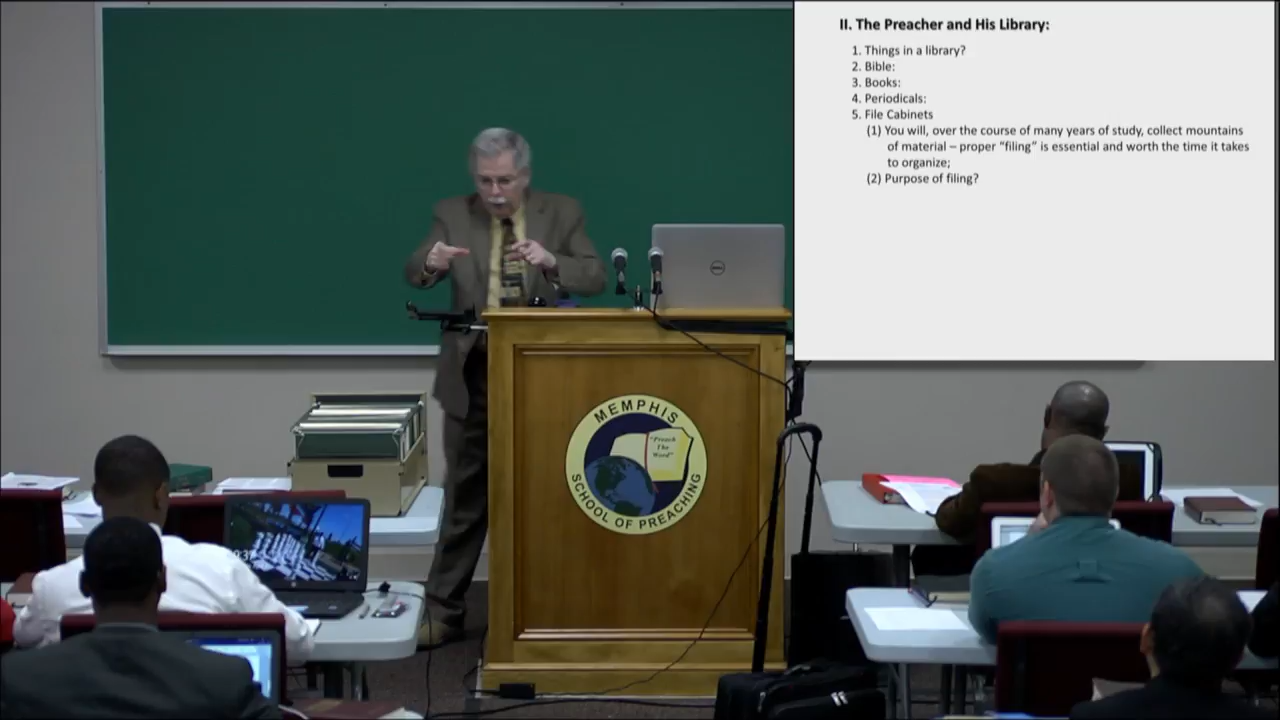 II. The Preacher and His Library:
1. Things in a library?
2. Bible:
3. Books:
4. Periodicals:
5. File Cabinets
(1) You will, over the course of many years of study, collect mountains
of material – proper “filing” is essential and worth the time it takes
to organize;
(2) Purpose of filing?
DELL
MEMPHIS
"Preach
The
Word"
SCHOOL OF PREACHING